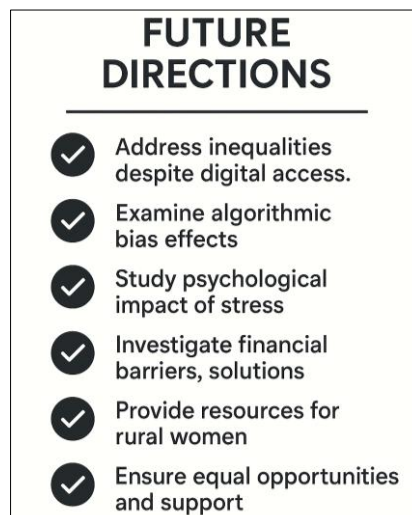 FUTURE
DIRECTIONS
Address inequalities
despite digital access.
Examine algorithmic
bias effects
Study psychological
impact of stress
Investigate financial
barriers, solutions
Provide resources for
rural women
Ensure equal opportunities
and support